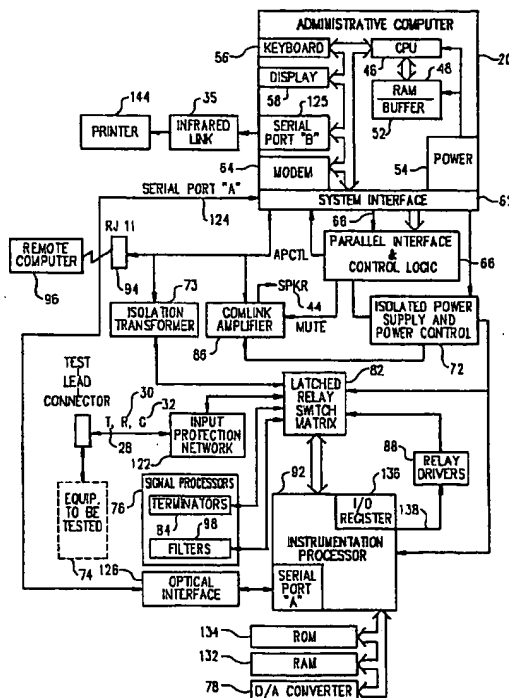 ADMINISTRATIVE COMPUTER
56
KEYBOARD
CPU
20
46
48
DISPLAY
58
125
RAM
BUFFER
52
144
35
PRINTER
INFRARED
LINK
SERIAL
PORT "B"
64
54
POWER
MODEM
SERIAL PORT "A"
124
SYSTEM INTERFACE
68
RJ 11
REMOTE
COMPUTER
96
94
APCTL
PARALLEL INTERFACE
&
CONTROL LOGIC
66
73
SPKR
44
ISOLATION
TRANSFORMER
COMLINK
AMPLIFIER
86
MUTE
ISOLATED POWER
SUPPLY AND
POWER CONTROL
72
TEST
LEAD
CONNECTOR
82
30
T, R, G
32
28
INPUT
PROTECTION
NETWORK
122
LATCHED
RELAY
SWITCH
MATRIX
88
RELAY
DRIVERS
92
136
SIGNAL PROCESSORS
76
TERMINATORS
84
98
FILTERS
I/O
REGISTER
138
EQUIP.
TO BE
TESTED
74
INSTRUMENTATION
PROCESSOR
126
OPTICAL
INTERFACE
SERIAL
PORT
"A"
134
ROM
132
RAM
78
D/A CONVERTER